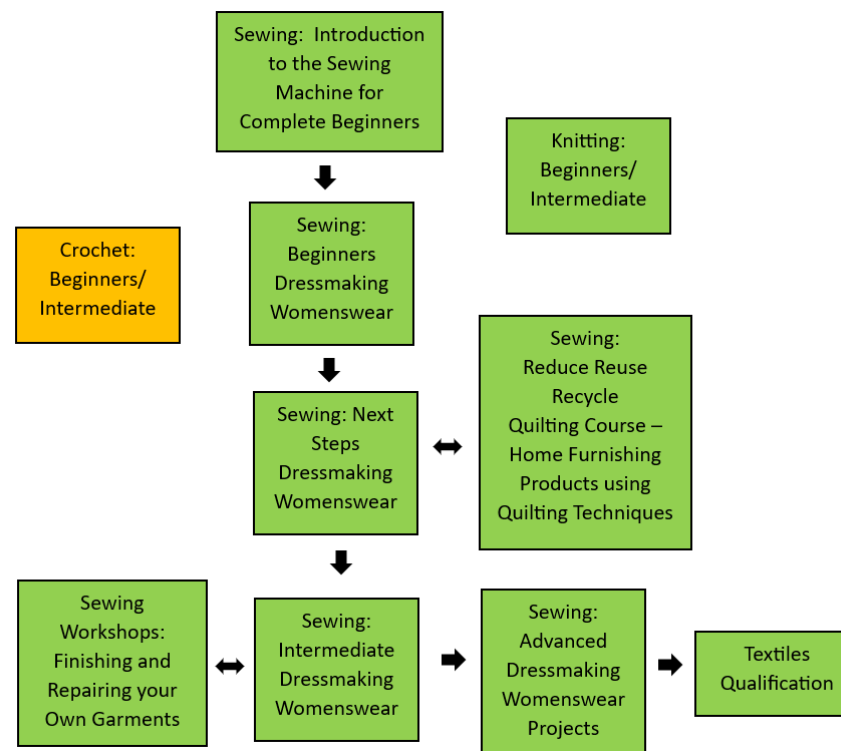 Sewing: Introduction
to the Sewing
Machine for
Complete Beginners
Knitting:
Beginners/
Intermediate
Sewing:
Beginners
Dressmaking
Womenswear
Crochet:
Beginners/
Intermediate
Sewing:
Reduce Reuse
Recycle
Quilting Course –
Home Furnishing
Products using
Quilting Techniques
Sewing: Next
Steps
Dressmaking
Womenswear
Sewing
Workshops:
Finishing and
Repairing your
Own Garments
Sewing:
Intermediate
Dressmaking
Womenswear
Sewing:
Advanced
Dressmaking
Womenswear
Projects
Textiles
Qualification